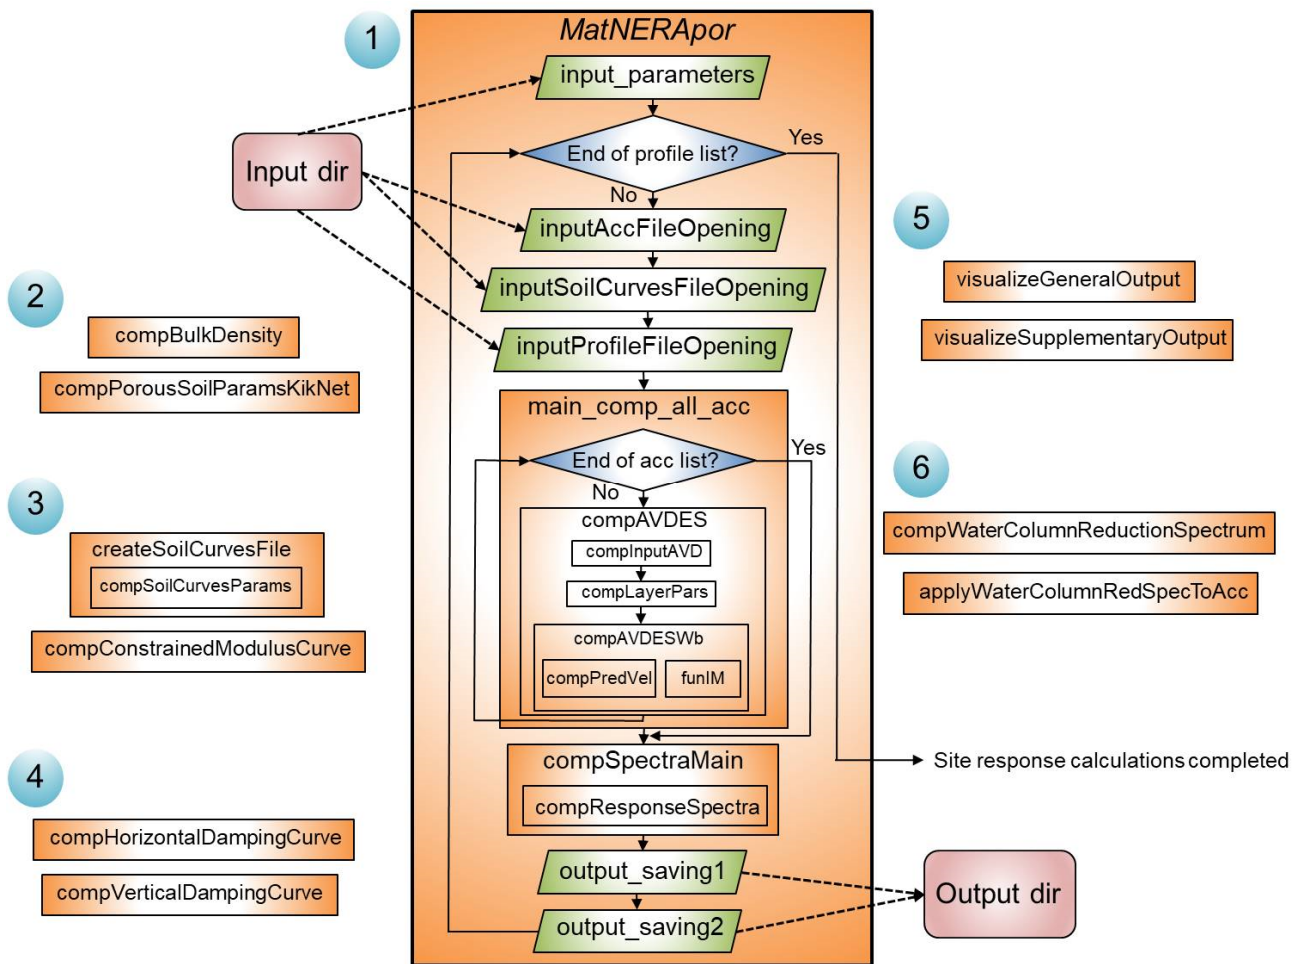 1
MatNERApor
input_parameters
End of profile list?
Yes
No
Input dir
inputAccFileOpening
inputSoilCurvesFileOpening
inputProfileFileOpening
main_comp_all_acc
End of acc list?
Yes
No
compAVDES
compInputAVD
compLayerPars
compAVDESWb
compPredVel
funIM
compSpectraMain
compResponseSpectra
output_saving1
output_saving2
Output dir
Site response calculations completed
2
compBulkDensity
compPorousSoilParamsKikNet
3
createSoilCurvesFile
compSoilCurvesParams
compConstrainedModulusCurve
4
compHorizontalDampingCurve
compVerticalDampingCurve
5
visualizeGeneralOutput
visualizeSupplementaryOutput
6
compWaterColumnReductionSpectrum
applyWaterColumnRedSpecToAcc